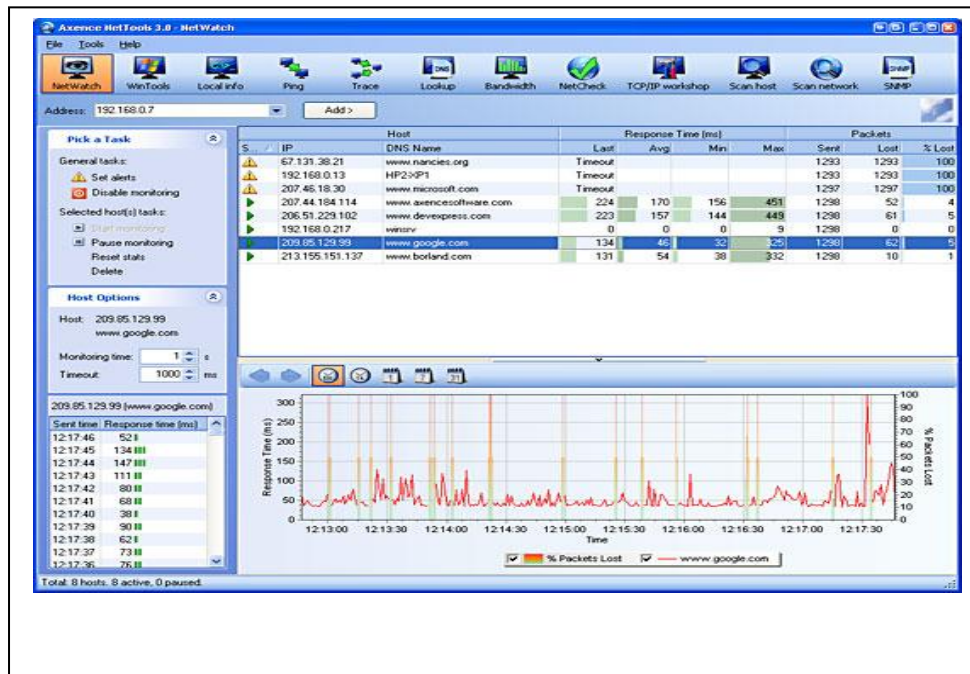 Axence NetTools 3.0 - NetWatch
File Tools Help
NetWatch WinTools Local info Ping Trace Lookup Bandwidth NetCheck TCP/IP workshop Scan host Scan network SNMP
Address: 192.168.0.7 Add >
Pick a Task
General tasks:
Set alerts
Disable monitoring
Selected host(s) tasks:
Start monitoring
Pause monitoring
Reset stats
Delete
Host Options
Host: 209.85.129.99
www.google.com
Monitoring time: 1 s
Timeout: 1000 ms
209.85.129.99 (www.google.com)
Sent time Response time (ms)
12:17:46 52
12:17:45 134
12:17:44 147
12:17:43 111
12:17:42 80
12:17:41 68
12:17:40 38
12:17:39 90
12:17:38 62
12:17:37 73
12:17:36 76
Host Response Time (ms) Packets
S... IP DNS Name Last Avg Min Max Sent Lost % Lost
67.131.38.21 www.nancies.org Timeout 1293 1293 100
192.168.0.13 HP2-XP1 Timeout 1293 1293 100
207.46.18.30 www.microsoft.com Timeout 1297 1297 100
207.44.184.114 www.axencesoftware.com 224 170 156 451 1298 52 4
206.51.229.102 www.devexpress.com 223 157 144 449 1298 61 5
192.168.0.217 winsrv 0 0 0 9 1298 0 0
209.85.129.99 www.google.com 134 46 32 325 1298 62 5
213.155.151.137 www.borland.com 131 54 38 332 1298 10 1
1 7 31
Response Time (ms)
300
250
200
150
100
50
0
100
90
80
70
60
50
40
30
20
10
0
% Packets Lost
12:13:00 12:13:30 12:14:00 12:14:30 12:15:00 12:15:30 12:16:00 12:16:30 12:17:00 12:17:30
Time
% Packets Lost www.google.com
Total: 8 hosts. 8 active, 0 paused.